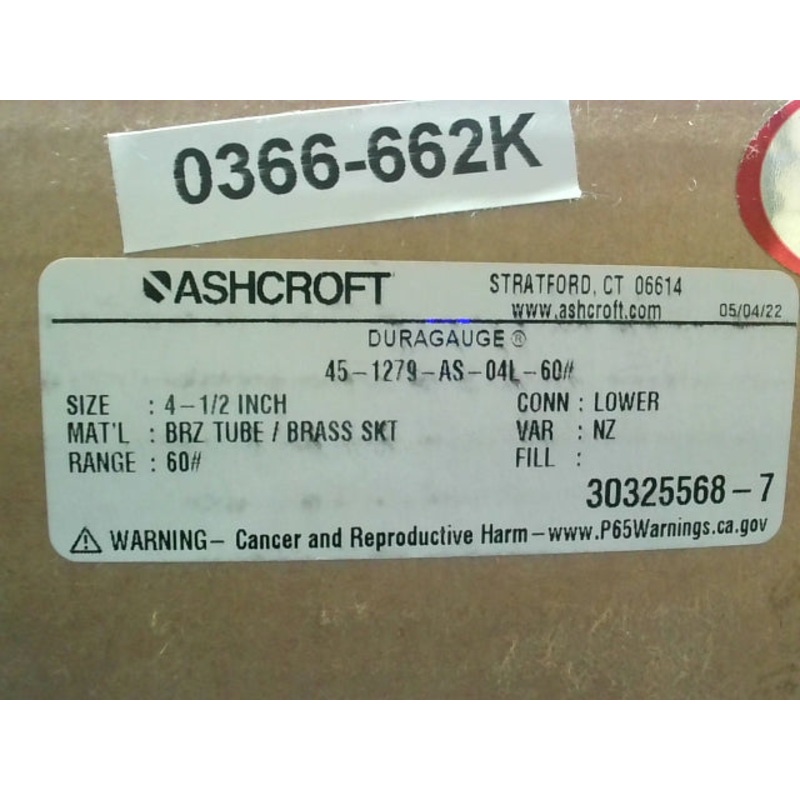 0366-662K
ASHCROFT
STRATFORD, CT 06614
www.ashcroft.com 05/04/22
DURAGAUGE ®
45-1279-AS-04L-60#
SIZE : 4-1/2 INCH CONN : LOWER
MAT'L : BRZ TUBE / BRASS SKT VAR : NZ
RANGE : 60# FILL :
30325568-7
WARNING- Cancer and Reproductive Harm-www.P65Warnings.ca.gov